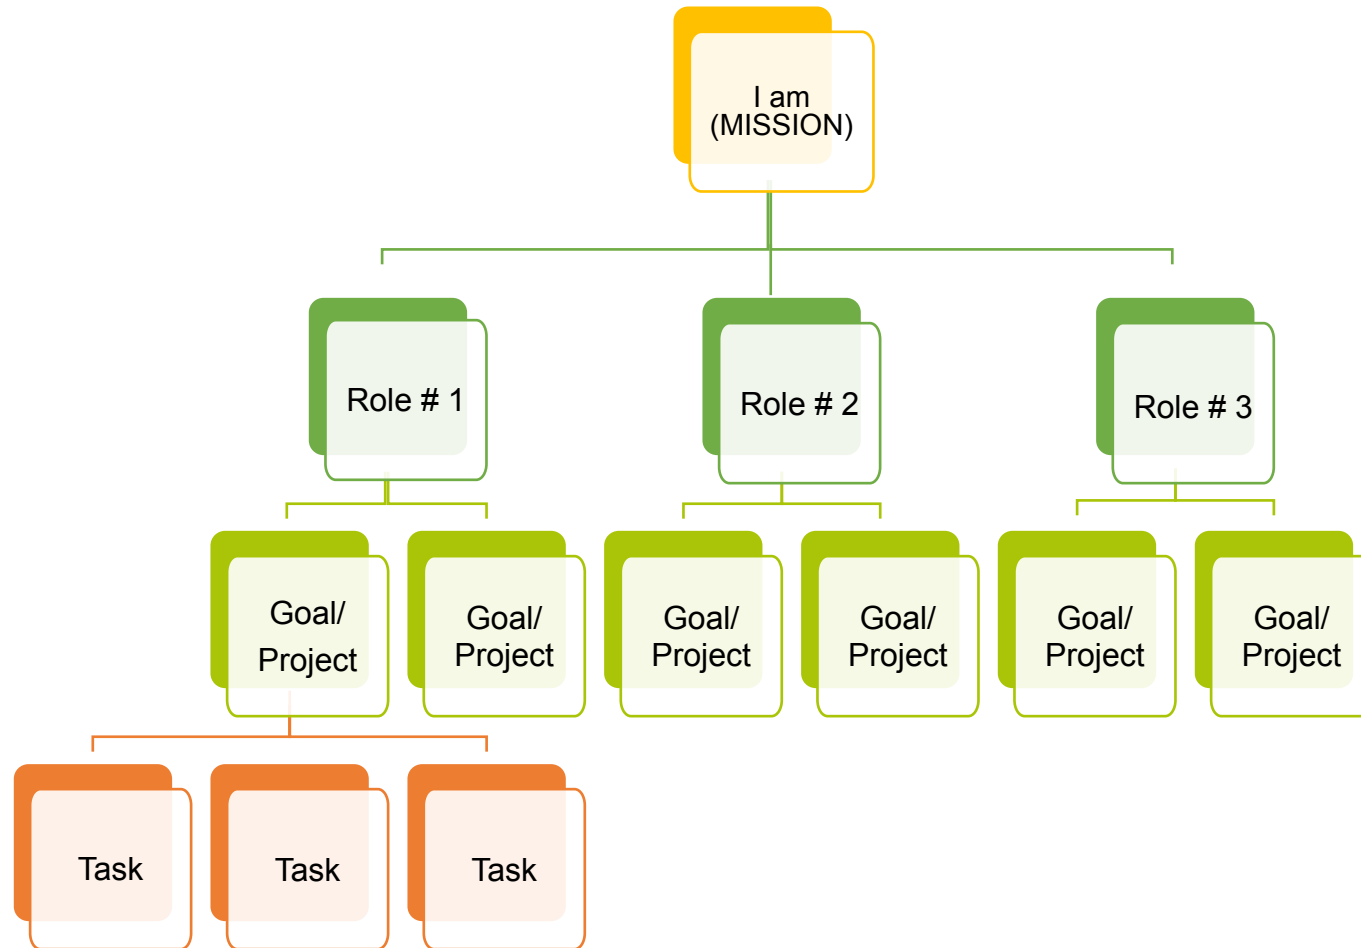 I am
(MISSION)
Role # 1
Role # 2
Role # 3
Goal/
Project
Goal/
Project
Goal/
Project
Goal/
Project
Goal/
Project
Goal/
Project
Task
Task
Task